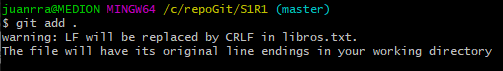 juanrra@MEDION MINGW64 /c/repoGit/S1R1 (master)
$ git add .
warning: LF will be replaced by CRLF in libros.txt.
The file will have its original line endings in your working directory